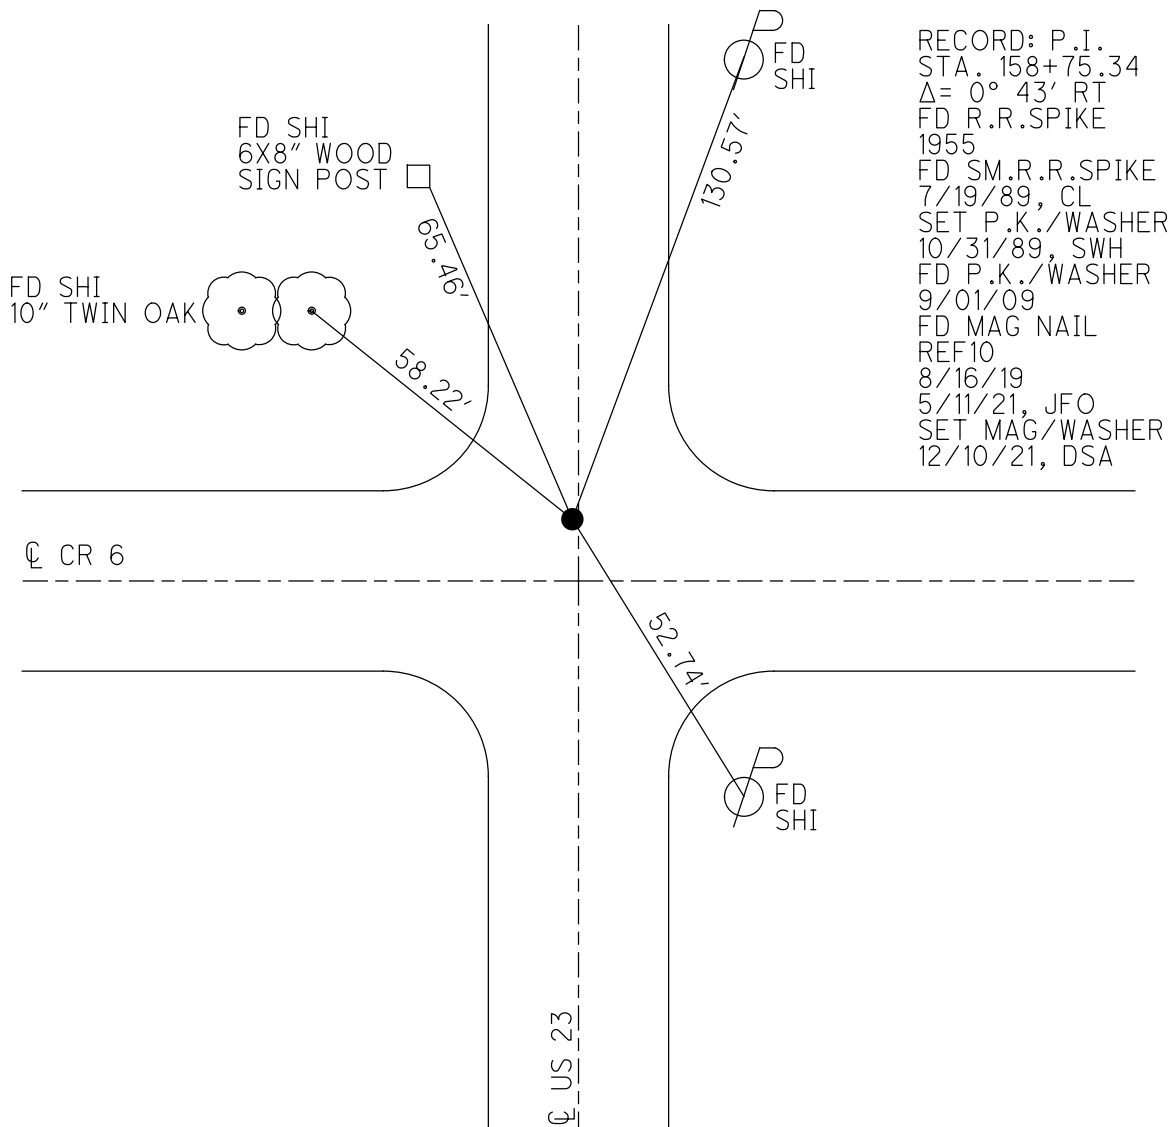 FD
SHI
RECORD: P.I.
STA. 158+75.34
Δ= 0° 43' RT
FD R.R.SPIKE
1955
FD SM.R.R.SPIKE
7/19/89, CL
SET P.K./WASHER
10/31/89, SWH
FD P.K./WASHER
9/01/09
FD MAG NAIL
REF10
8/16/19
5/11/21, JFO
SET MAG/WASHER
12/10/21, DSA
FD SHI
6X8" WOOD
SIGN POST
130.57'
65.46'
FD SHI
10" TWIN OAK
58.22'
℄ CR 6
52.74'
FD
SHI
℄ US 23